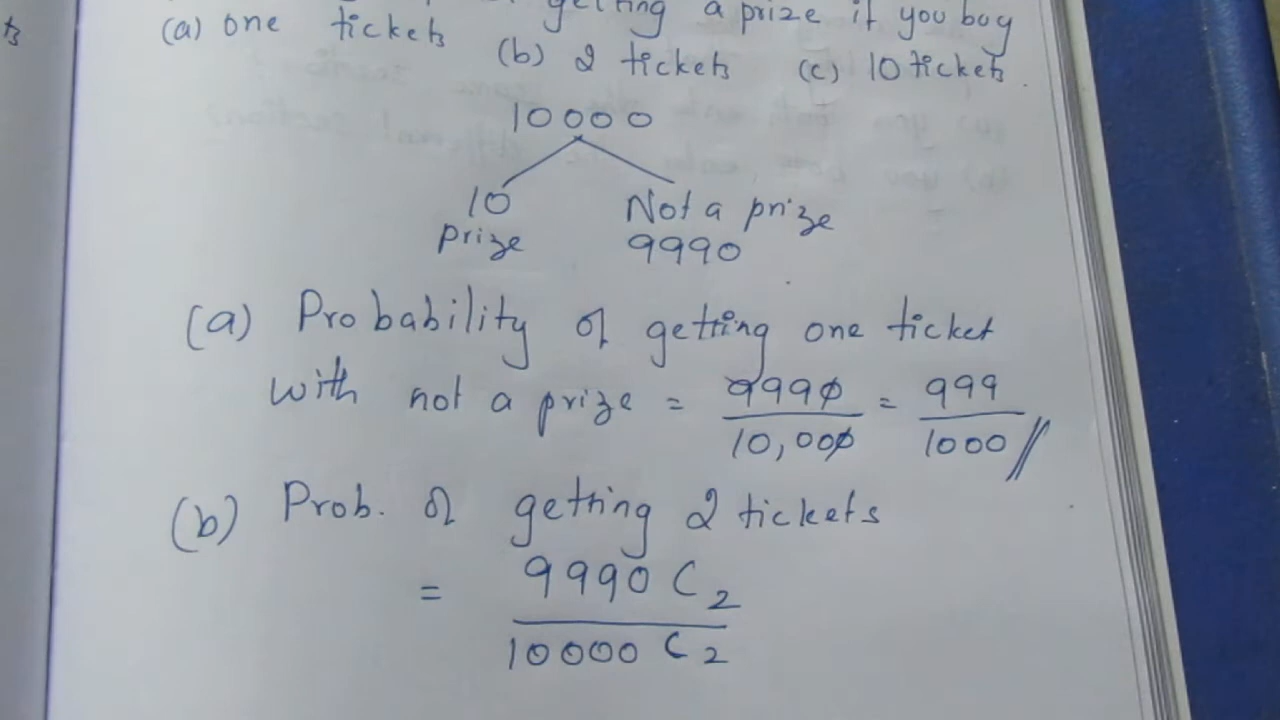 getting a prize if you buy
(a) one tickets (b) 2 tickets (c) 10 tickets.
10000
10 Not a prize
prize 9990
(a) Probability of getting one ticket
with not a prize = 9990/10,000 = 999/1000 //
(b) Prob. of getting 2 tickets
= 9990 C2
10000 C2